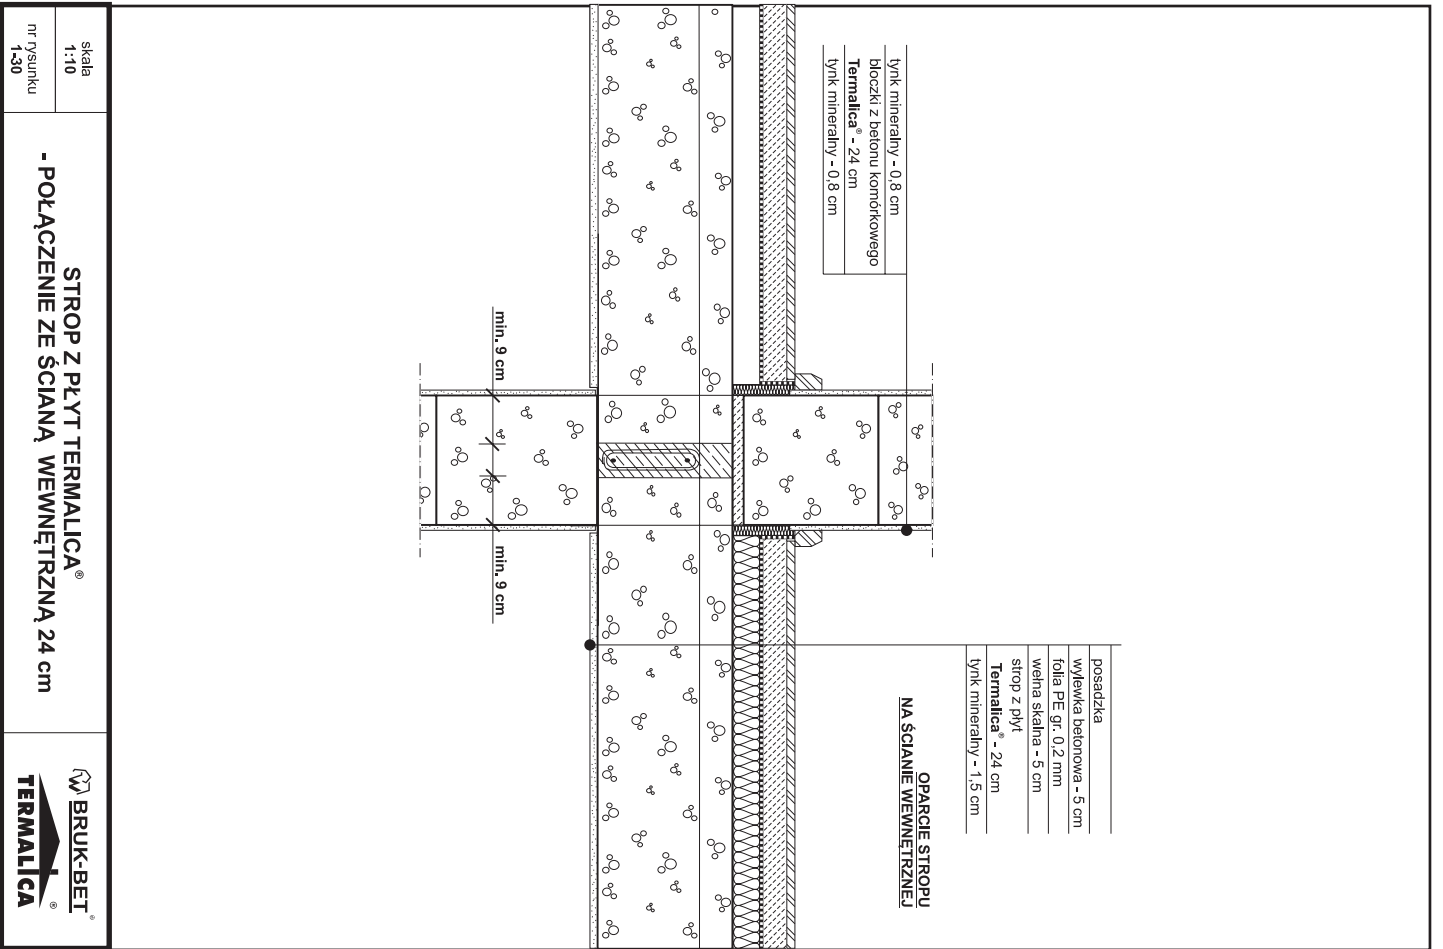 tynk mineralny - 0,8 cm
bloczki z betonu komórkowego
Termalica® - 24 cm
tynk mineralny - 0,8 cm
posadzka
wylewka betonowa - 5 cm
folia PE gr. 0,2 mm
wełna skalna - 5 cm
strop z płyt
Termalica® - 24 cm
tynk mineralny - 1,5 cm
OPARCIE STROPU
NA ŚCIANIE WEWNĘTRZNEJ
min. 9 cm
min. 9 cm
skala
1:10
nr rysunku
1-30
STROP Z PŁYT TERMALICA®
- POŁĄCZENIE ZE ŚCIANĄ WEWNĘTRZNĄ 24 cm
BRUK-BET®
TERMALICA®